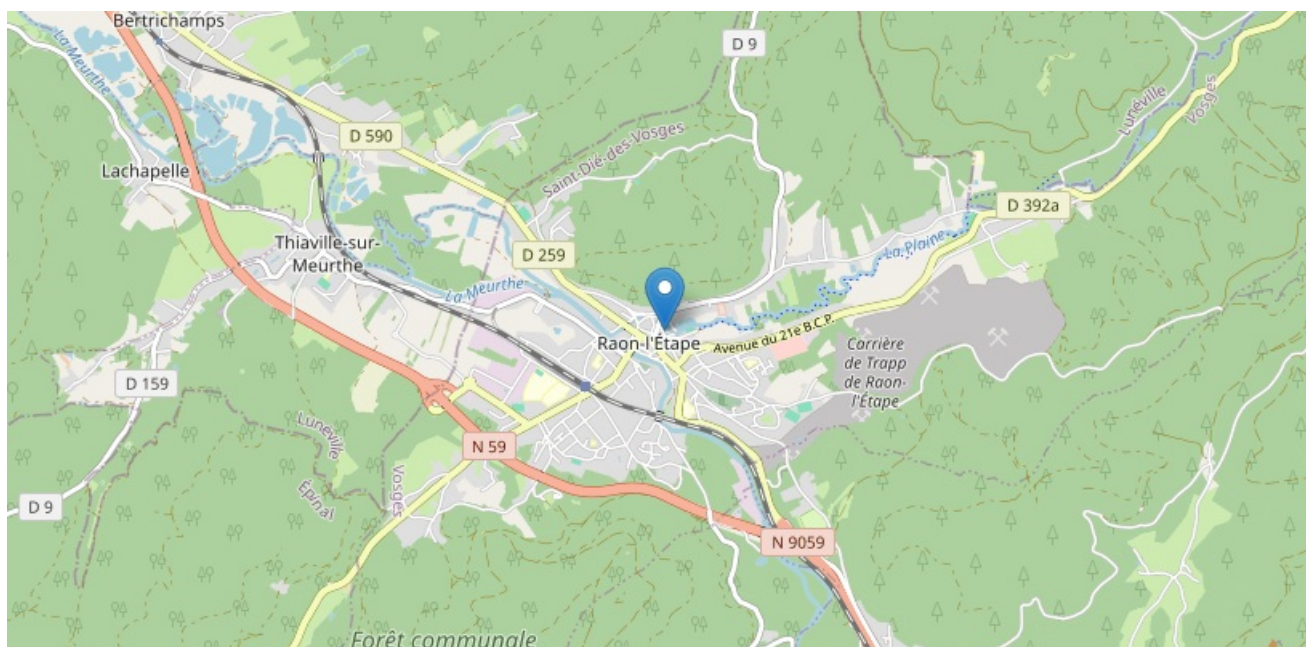 Bertrichamps
La Meurthe
D 9
D 590
Lachapelle
Saint-Dié-des-Vosges
Lunéville
Vosges
D 392a
Thiaville-sur-
Meurthe
D 259
La Plaine
La Meurthe
Raon-l'Étape
Avenue du 21e B.C.P.
Carrière
de Trapp
de Raon-
l'Étape
D 159
N 59
Lunéville
Vosges
Épinal
D 9
N 9059
Forêt communale